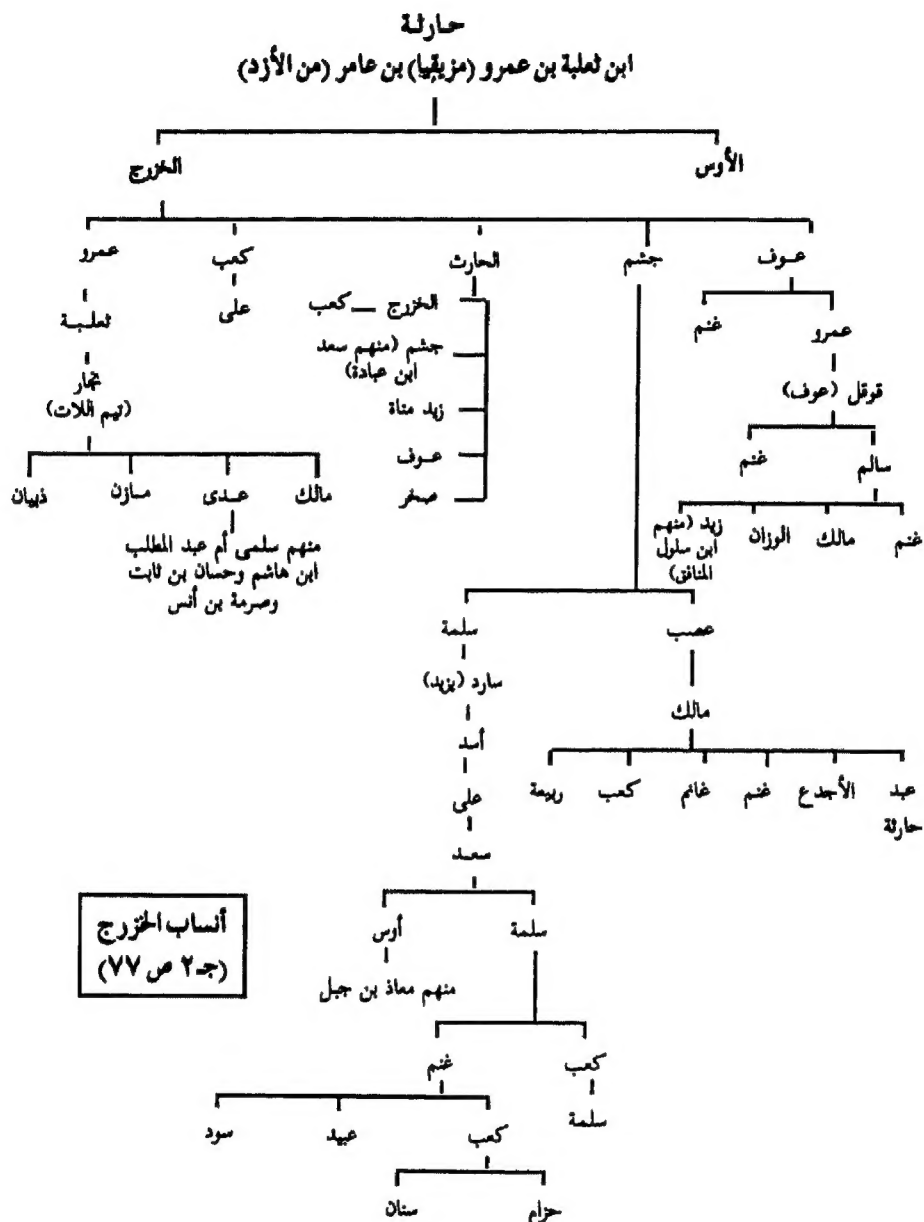 حارثة
ابن ثعلبة بن عمرو (مزيقيا) بن عامر (من الأزد)
الأوس
الخزرج
عوف
جشم
الحارث
كعب
عمرو
عمرو
غنم
الخزرج — كعب
على
ثعلبة
قوقل (عوف)
جشم (منهم سعد
ابن عبادة)
نجار
(تيم اللات)
سالم
غنم
زيد مناة
عوف
صخر
مالك
عدى
مازن
ذبيان
غنم
مالك
الوزان
زيد (منهم
ابن سلول
المنافق)
منهم سلمى أم عبد المطلب
ابن هاشم وحسان بن ثابت
وصرمة بن أنس
عصب
سلمة
مالك
سارد (يزيد)
أسد
عبد
حارثة
الأجدع
غنم
غانم
كعب
ربيعة
على
سعد
سلمة
أوس
منهم معاذ بن جبل
أنساب الخزرج
(جـ٢ ص ٧٧)
كعب
غنم
سلمة
كعب
عبيد
سود
حزام
سنان